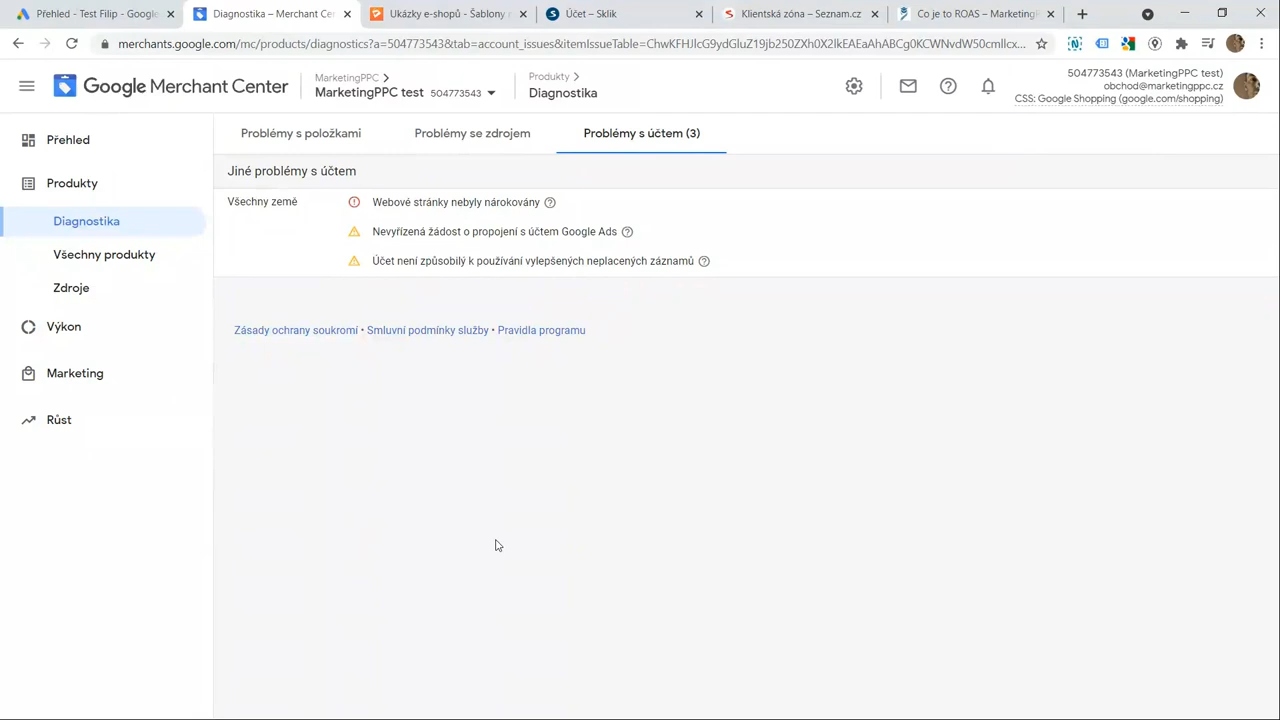 Přehled - Test Filip - Google
Diagnostika – Merchant Ce
Ukázky e-shopů - Šablony n
Účet – Sklik
Klientská zóna – Seznam.cz
Co je to ROAS - Marketing
merchants.google.com/mc/products/diagnostics?a=504773543&tab=account_issues&itemIssueTable=ChwKFHJlcG9ydGluZ19jb250ZXh0X2lkEAEaAhABCg0KCWNvdW50cmllcx...
Google Merchant Center
MarketingPPC
MarketingPPC test 504773543
Produkty
Diagnostika
504773543 (MarketingPPC test)
obchod@marketingppc.cz
CSS: Google Shopping (google.com/shopping)
Přehled
Produkty
Diagnostika
Všechny produkty
Zdroje
Výkon
Marketing
Růst
Problémy s položkami
Problémy se zdrojem
Problémy s účtem (3)
Jiné problémy s účtem
Všechny země
Webové stránky nebyly nárokovány
Nevyřízená žádost o propojení s účtem Google Ads
Účet není způsobilý k používání vylepšených neplacených záznamů
Zásady ochrany soukromí • Smluvní podmínky služby • Pravidla programu